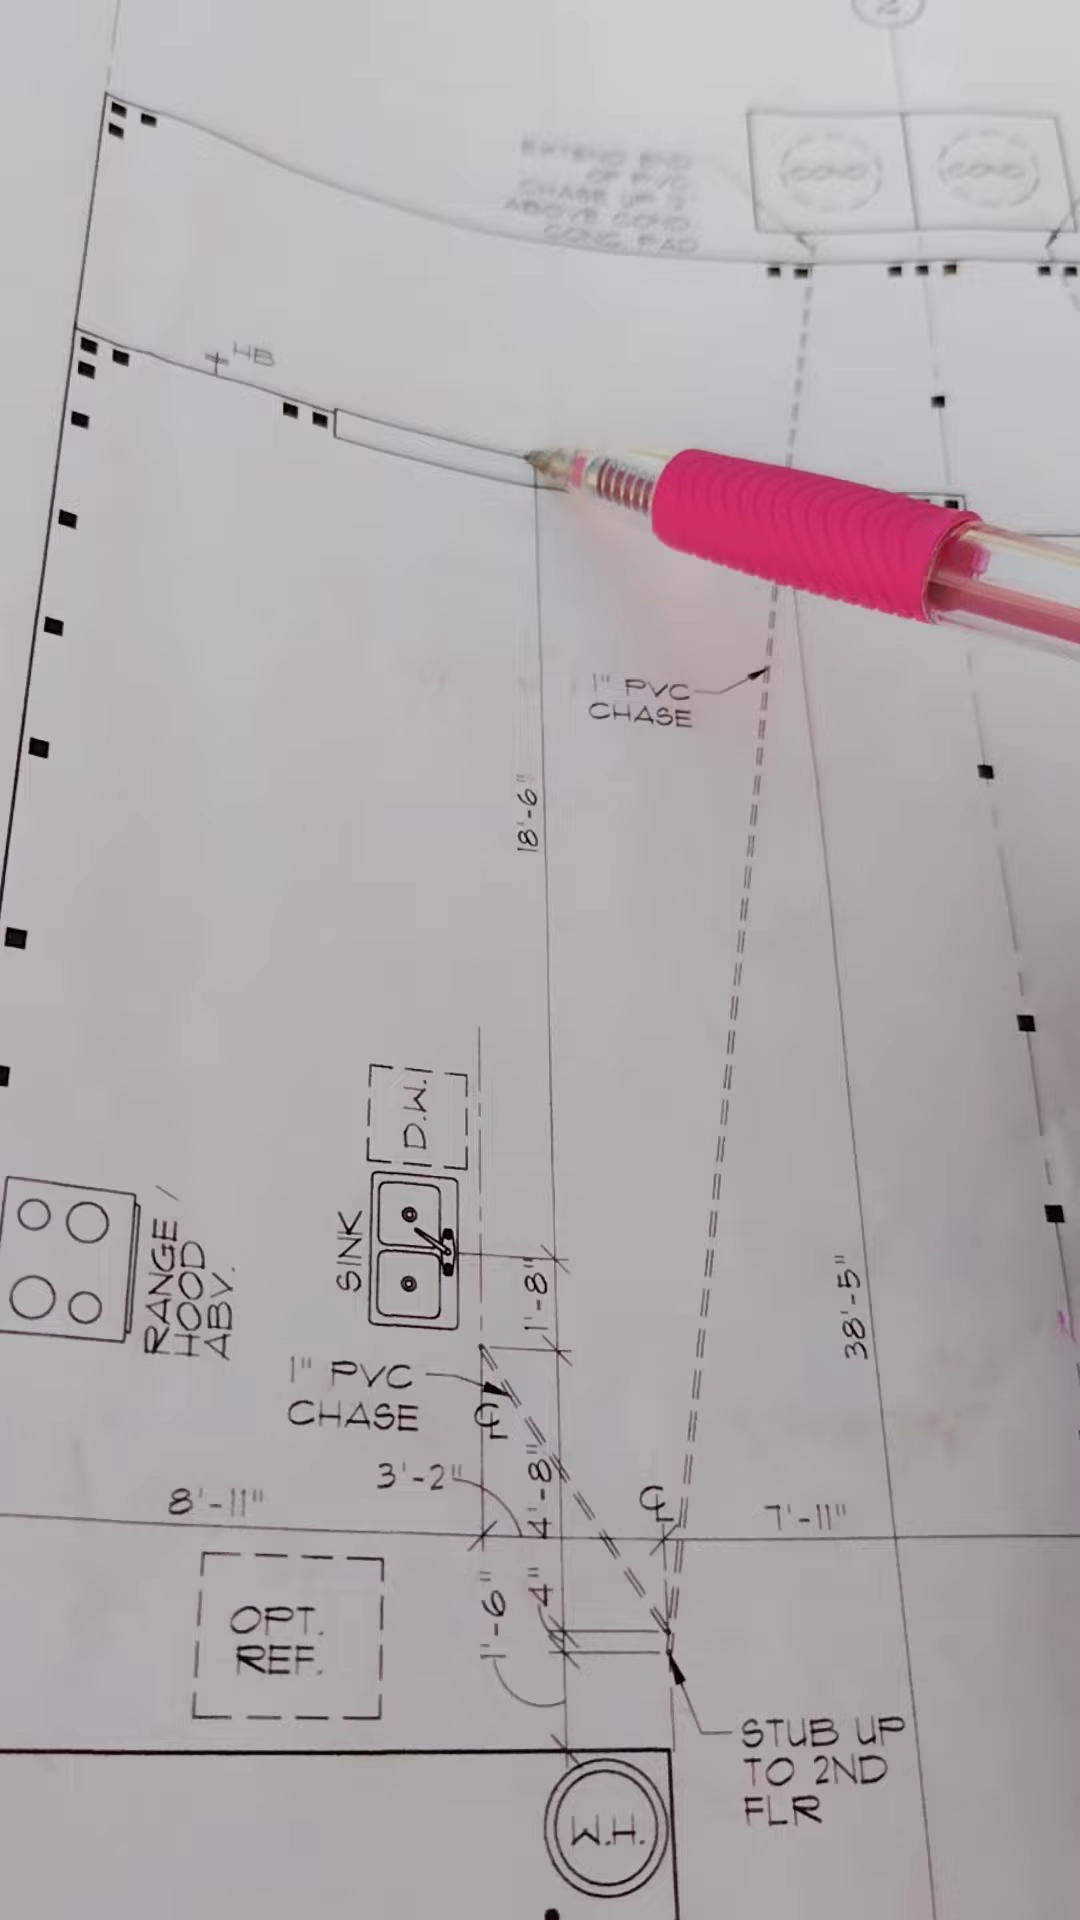 2
EXTEND END
OF PVC
CHASE UP 2"
ABOVE COND.
CONC PAD
COND
COND
HB
1" PVC
CHASE
18'-6"
D.W.
SINK
RANGE /
HOOD
ABV.
1'-8"
38'-5"
1" PVC
CHASE
℄
3'-2"
4'-8"
8'-11"
℄
7'-11"
1'-6"
4"
OPT.
REF.
STUB UP
TO 2ND
FLR
W.H.